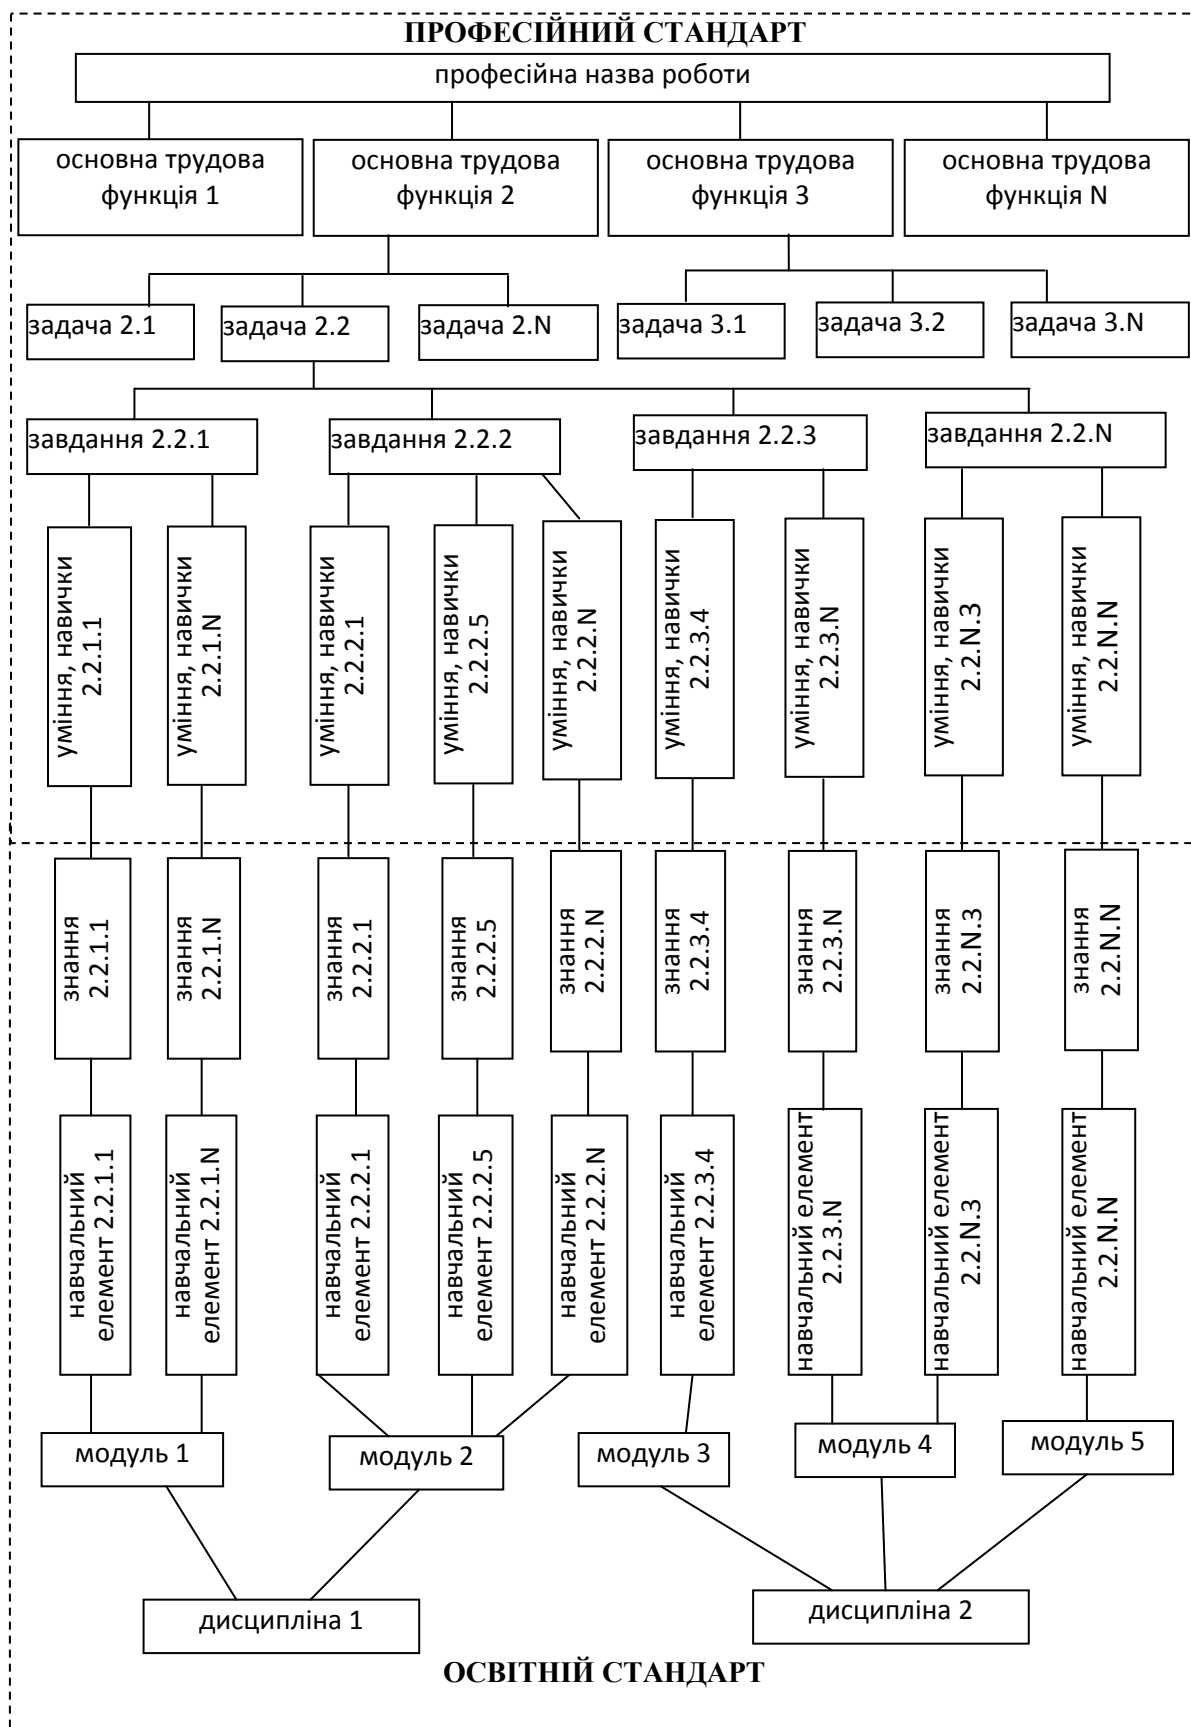 ПРОФЕСІЙНИЙ СТАНДАРТ
професійна назва роботи
основна трудова
функція 1
основна трудова
функція 2
основна трудова
функція 3
основна трудова
функція N
задача 2.1
задача 2.2
задача 2.N
задача 3.1
задача 3.2
задача 3.N
завдання 2.2.1
завдання 2.2.2
завдання 2.2.3
завдання 2.2.N
уміння, навички
2.2.1.1
уміння, навички
2.2.1.N
уміння, навички
2.2.2.1
уміння, навички
2.2.2.5
уміння, навички
2.2.2.N
уміння, навички
2.2.3.4
уміння, навички
2.2.3.N
уміння, навички
2.2.N.3
уміння, навички
2.2.N.N
знання
2.2.1.1
знання
2.2.1.N
знання
2.2.2.1
знання
2.2.2.5
знання
2.2.2.N
знання
2.2.3.4
знання
2.2.3.N
знання
2.2.N.3
знання
2.2.N.N
навчальний
елемент 2.2.1.1
навчальний
елемент 2.2.1.N
навчальний
елемент 2.2.2.1
навчальний
елемент 2.2.2.5
навчальний
елемент 2.2.2.N
навчальний
елемент 2.2.3.4
навчальний елемент
2.2.3.N
навчальний елемент
2.2.N.3
навчальний елемент
2.2.N.N
модуль 1
модуль 2
модуль 3
модуль 4
модуль 5
дисципліна 1
дисципліна 2
ОСВІТНІЙ СТАНДАРТ